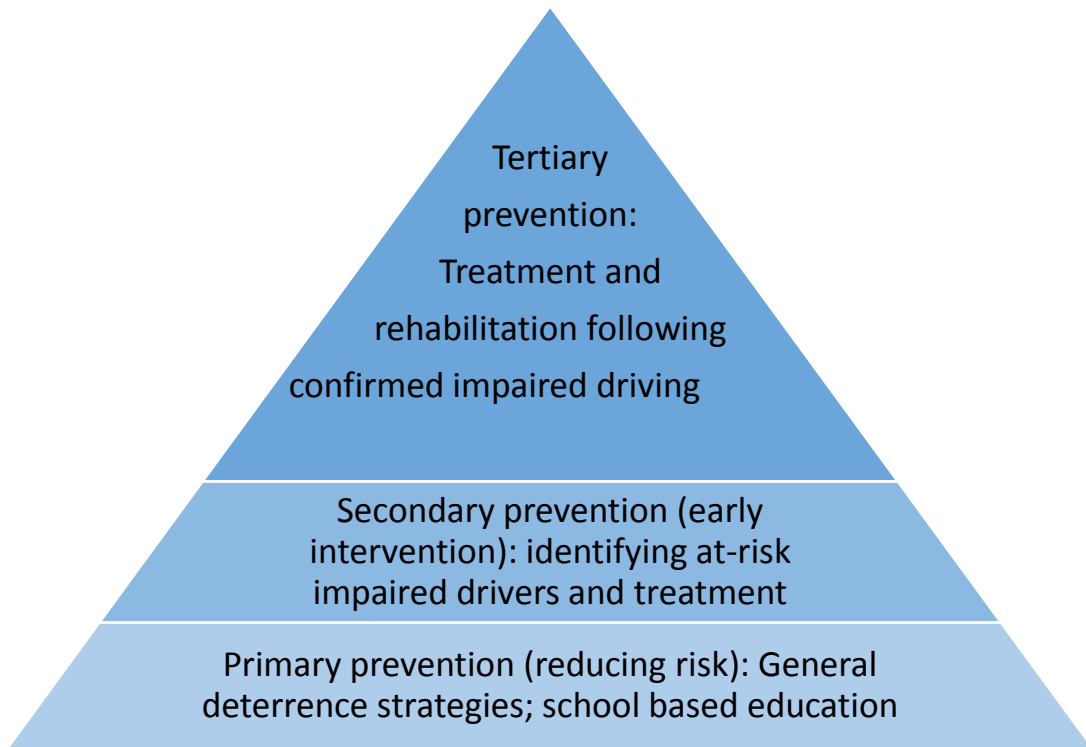 Tertiary
prevention:
Treatment and
rehabilitation following
confirmed impaired driving
Secondary prevention (early
intervention): identifying at-risk
impaired drivers and treatment
Primary prevention (reducing risk): General
deterrence strategies; school based education